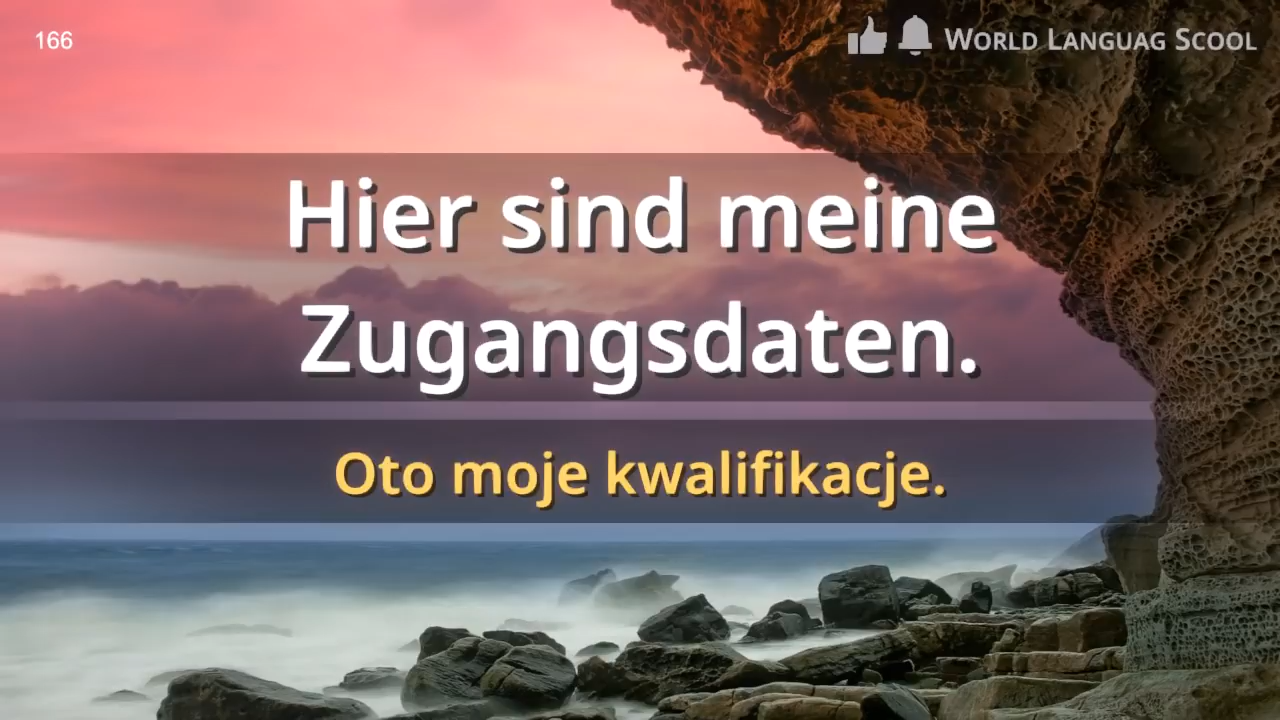 166
World Languag Scool
Hier sind meine
Zugangsdaten.
Oto moje kwalifikacje.